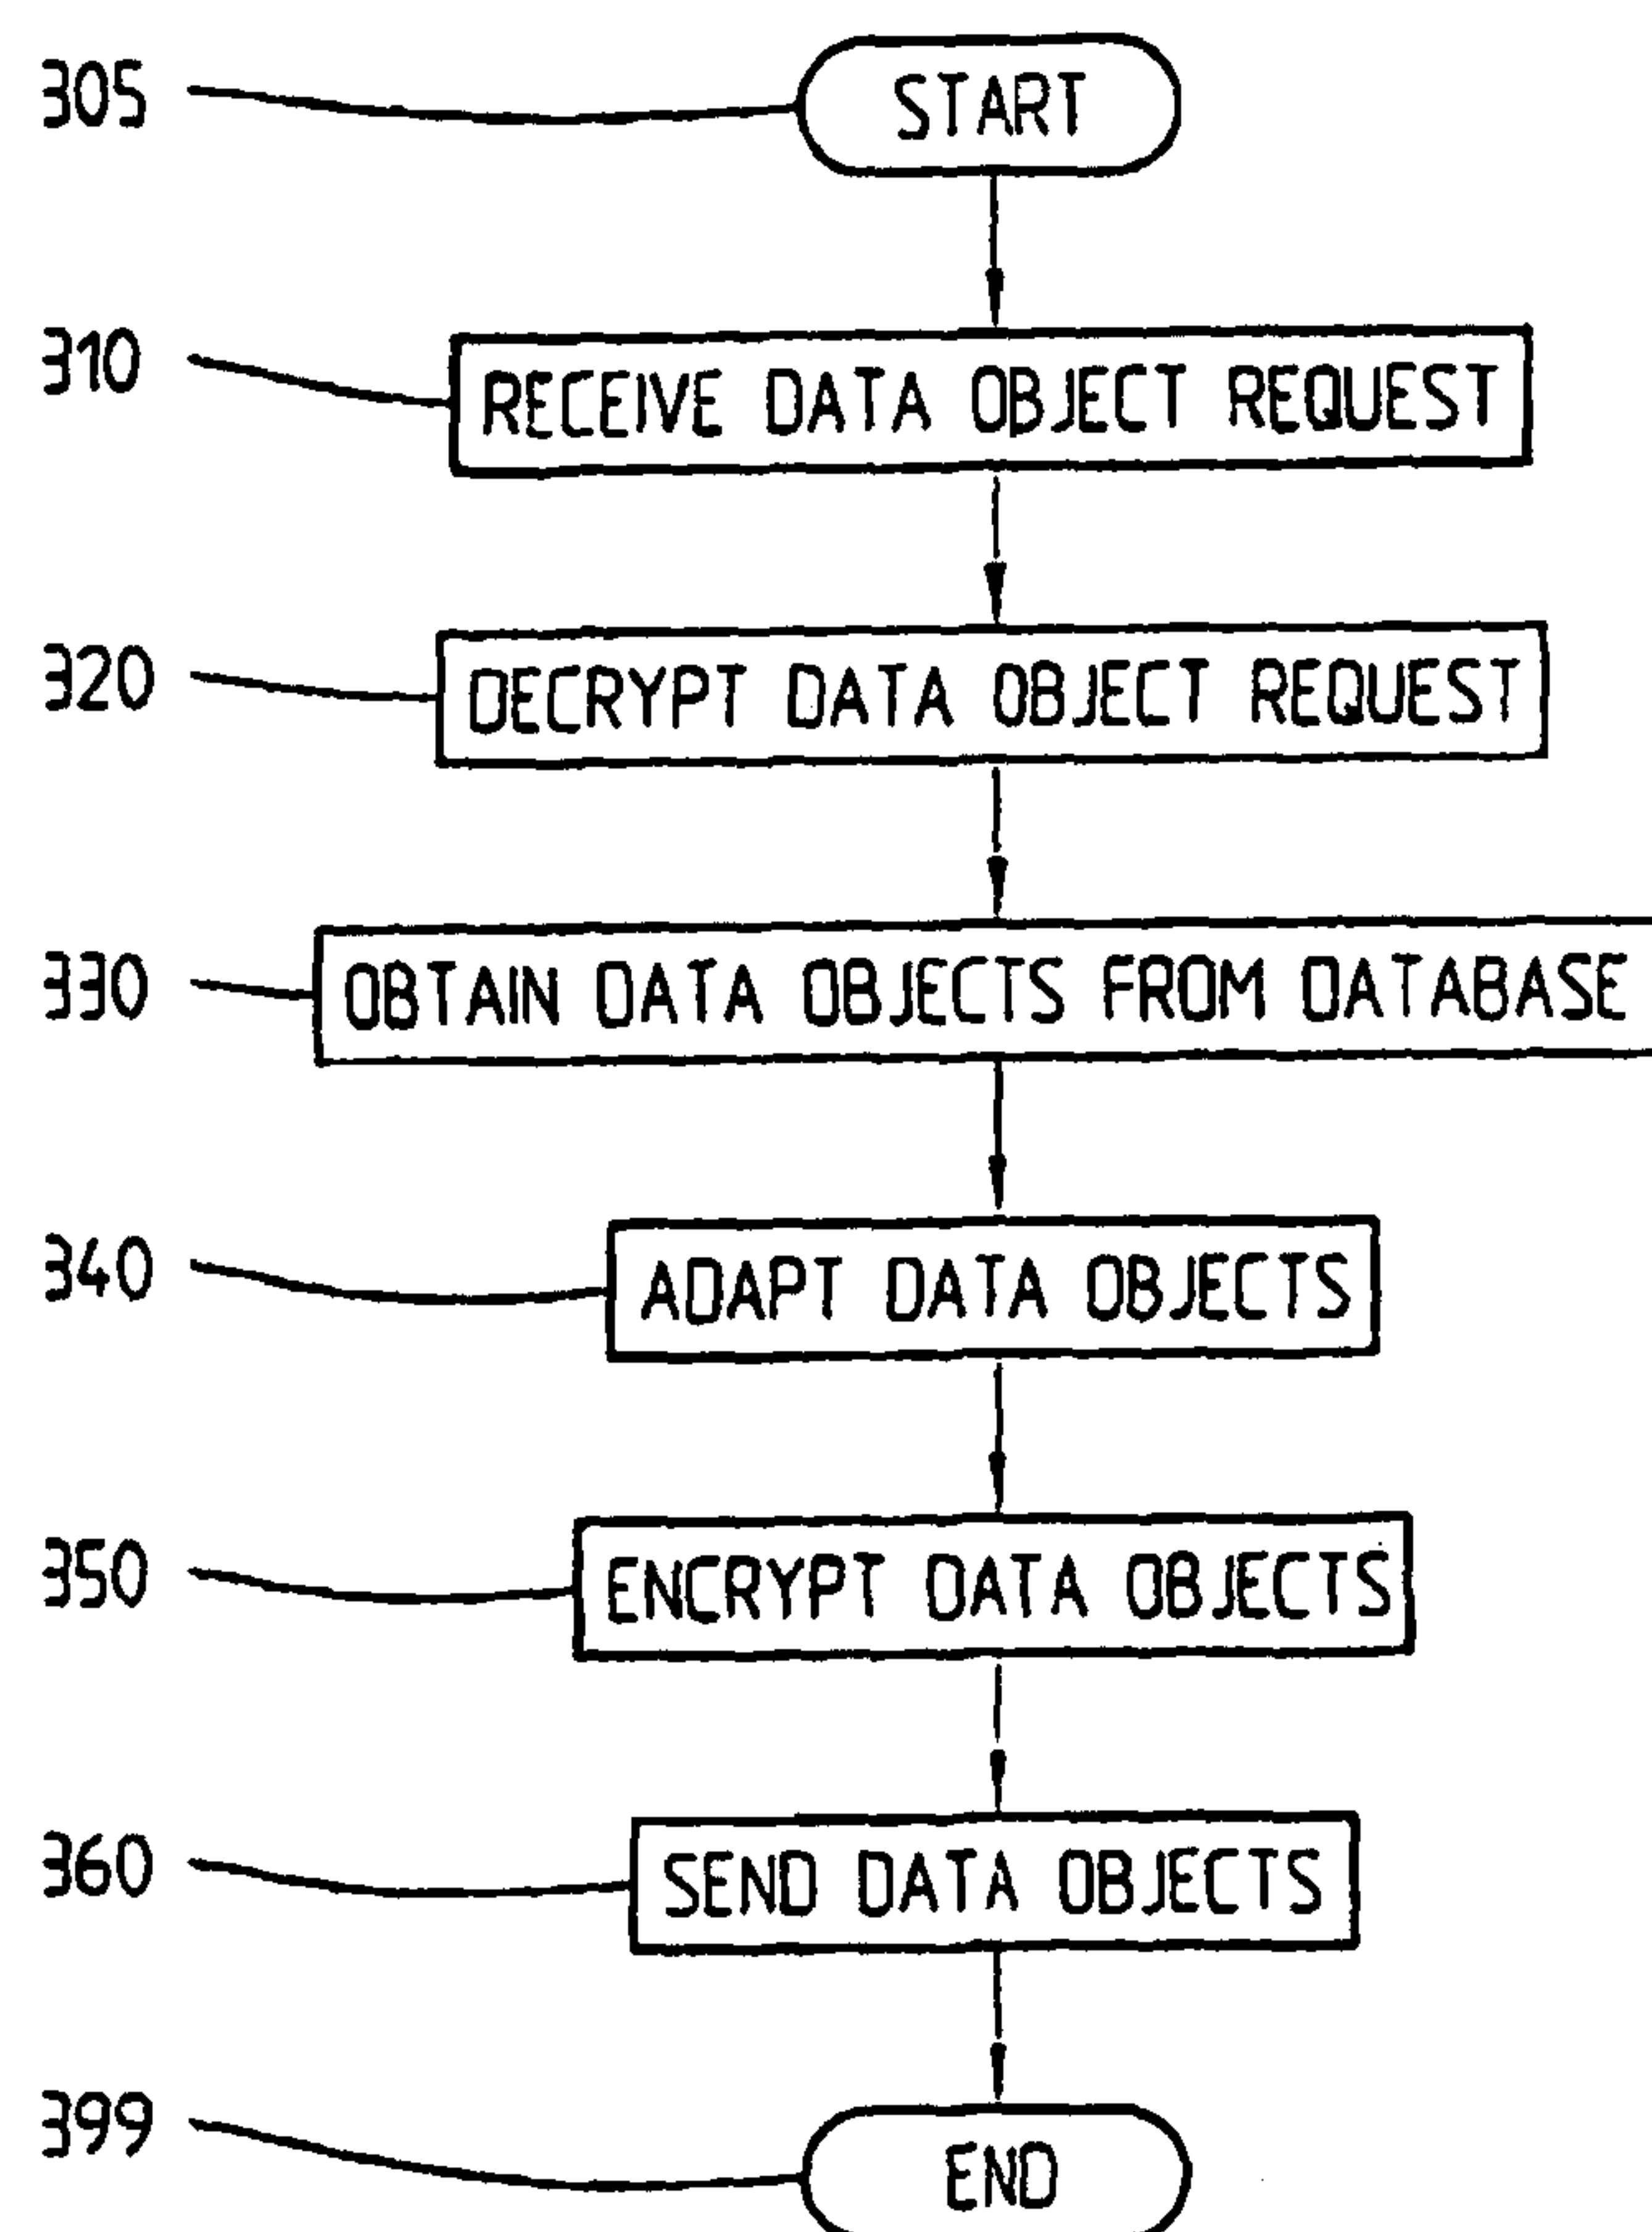 305 START
310 RECEIVE DATA OBJECT REQUEST
320 DECRYPT DATA OBJECT REQUEST
330 OBTAIN DATA OBJECTS FROM DATABASE
340 ADAPT DATA OBJECTS
350 ENCRYPT DATA OBJECTS
360 SEND DATA OBJECTS
399 END